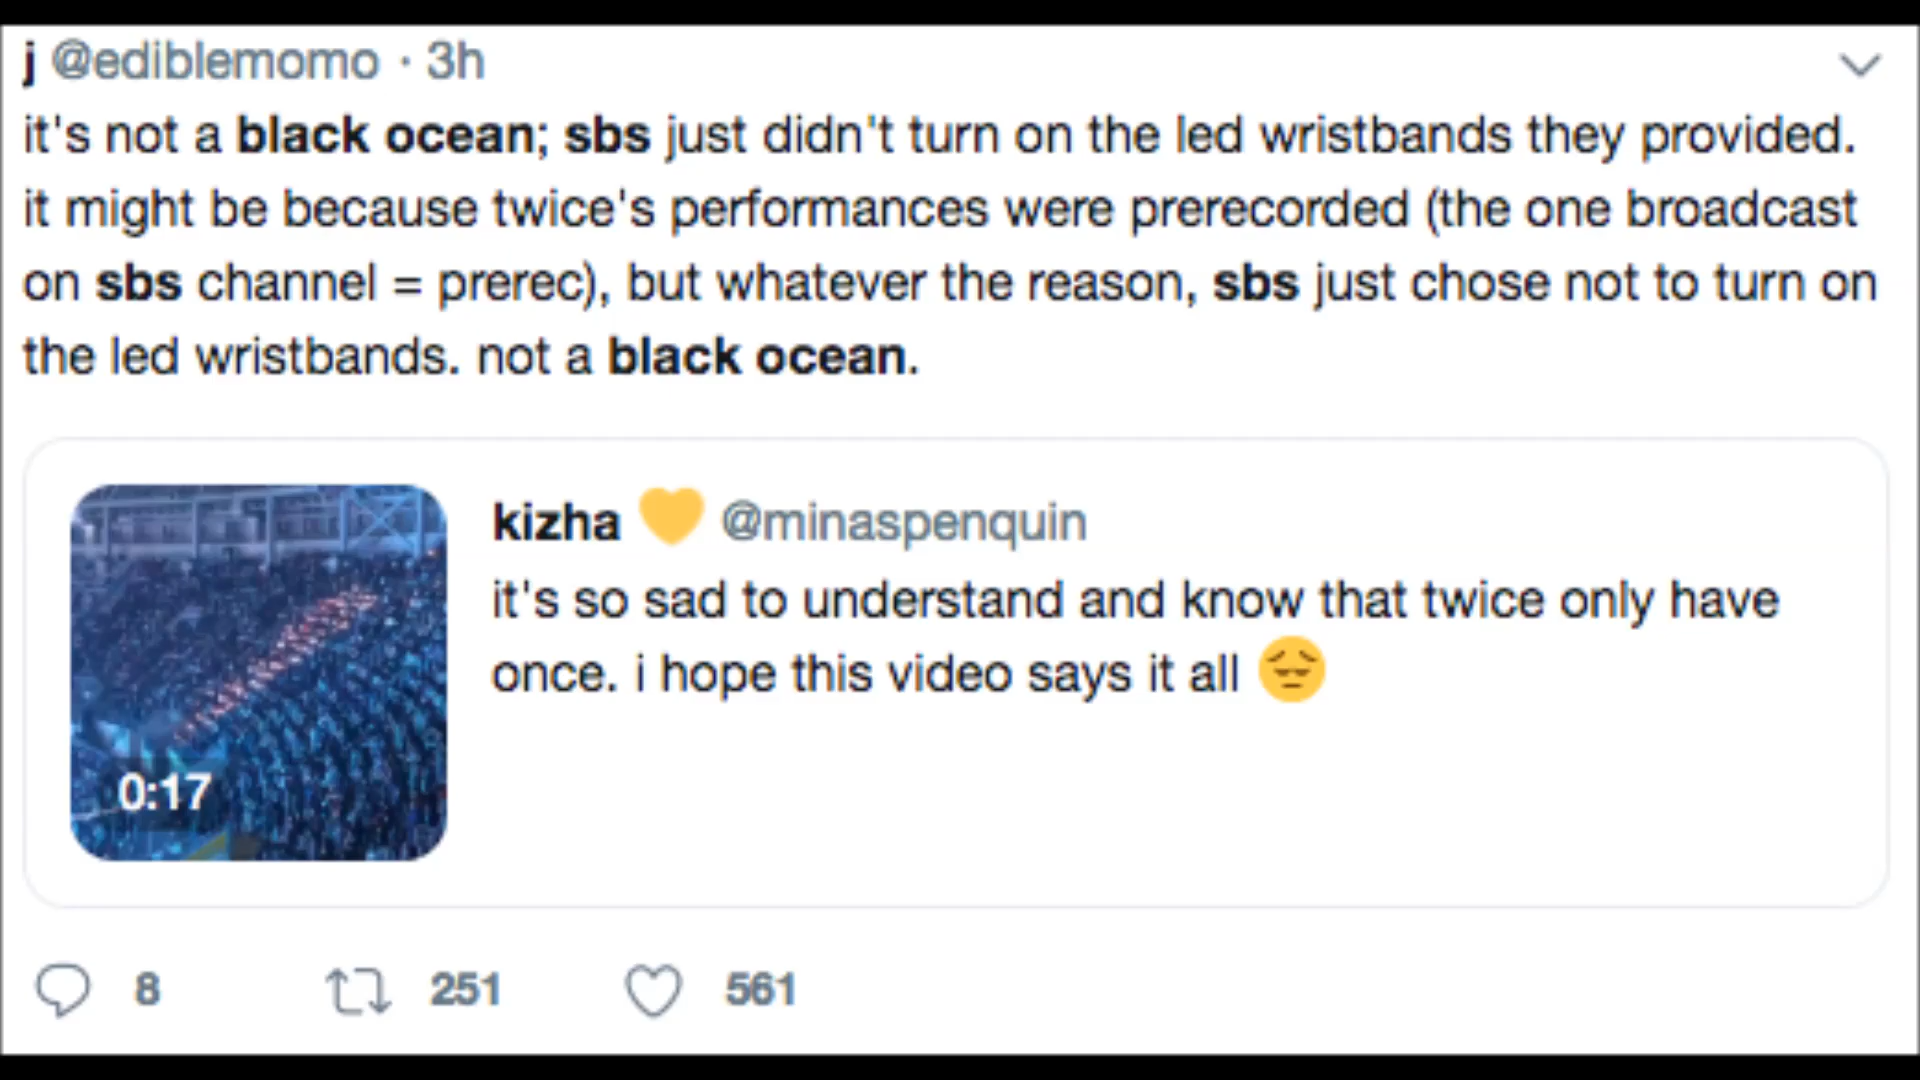 j @ediblemomo · 3h
it's not a black ocean; sbs just didn't turn on the led wristbands they provided.
it might be because twice's performances were prerecorded (the one broadcast
on sbs channel = prerec), but whatever the reason, sbs just chose not to turn on
the led wristbands. not a black ocean.
kizha 💛 @minaspenquin
it's so sad to understand and know that twice only have
once. i hope this video says it all 😔
0:17
8 251 561